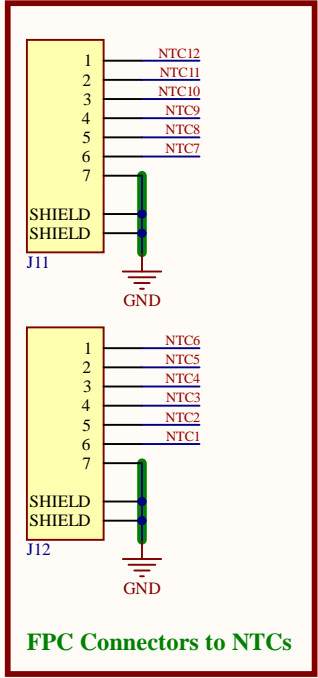 1 NTC12
2 NTC11
3 NTC10
4 NTC9
5 NTC8
6 NTC7
7
SHIELD
SHIELD
J11
GND
1 NTC6
2 NTC5
3 NTC4
4 NTC3
5 NTC2
6 NTC1
7
SHIELD
SHIELD
J12
GND
FPC Connectors to NTCs